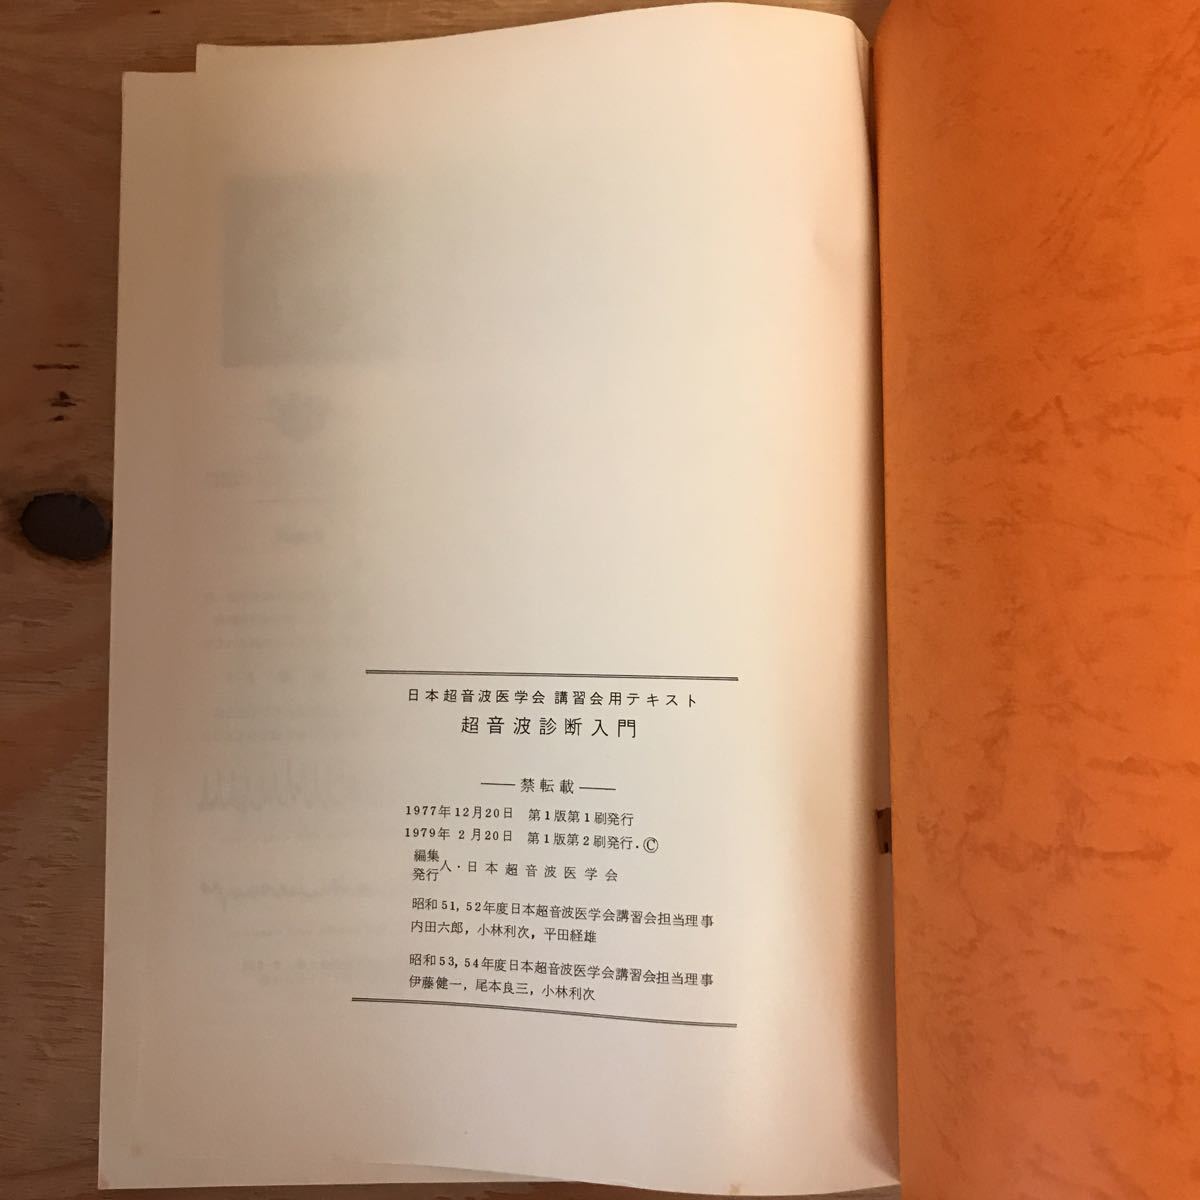 日本超音波医学会 講習会用テキスト
超音波診断入門
——禁転載——
1977年12月20日 第1版第1刷発行
1979年 2月20日 第1版第2刷発行.©
編集
発行 人・日本超音波医学会
昭和51, 52年度日本超音波医学会講習会担当理事
内田六郎, 小林利次, 平田経雄
昭和53, 54年度日本超音波医学会講習会担当理事
伊藤健一, 尾本良三, 小林利次